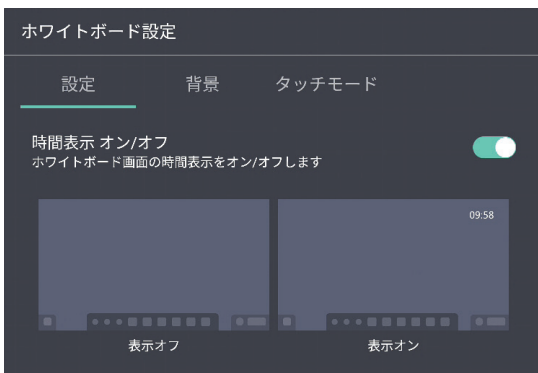 ホワイトボード設定
設定 背景 タッチモード
時間表示 オン/オフ
ホワイトボード画面の時間表示をオン/オフします
09:58
表示オフ 表示オン